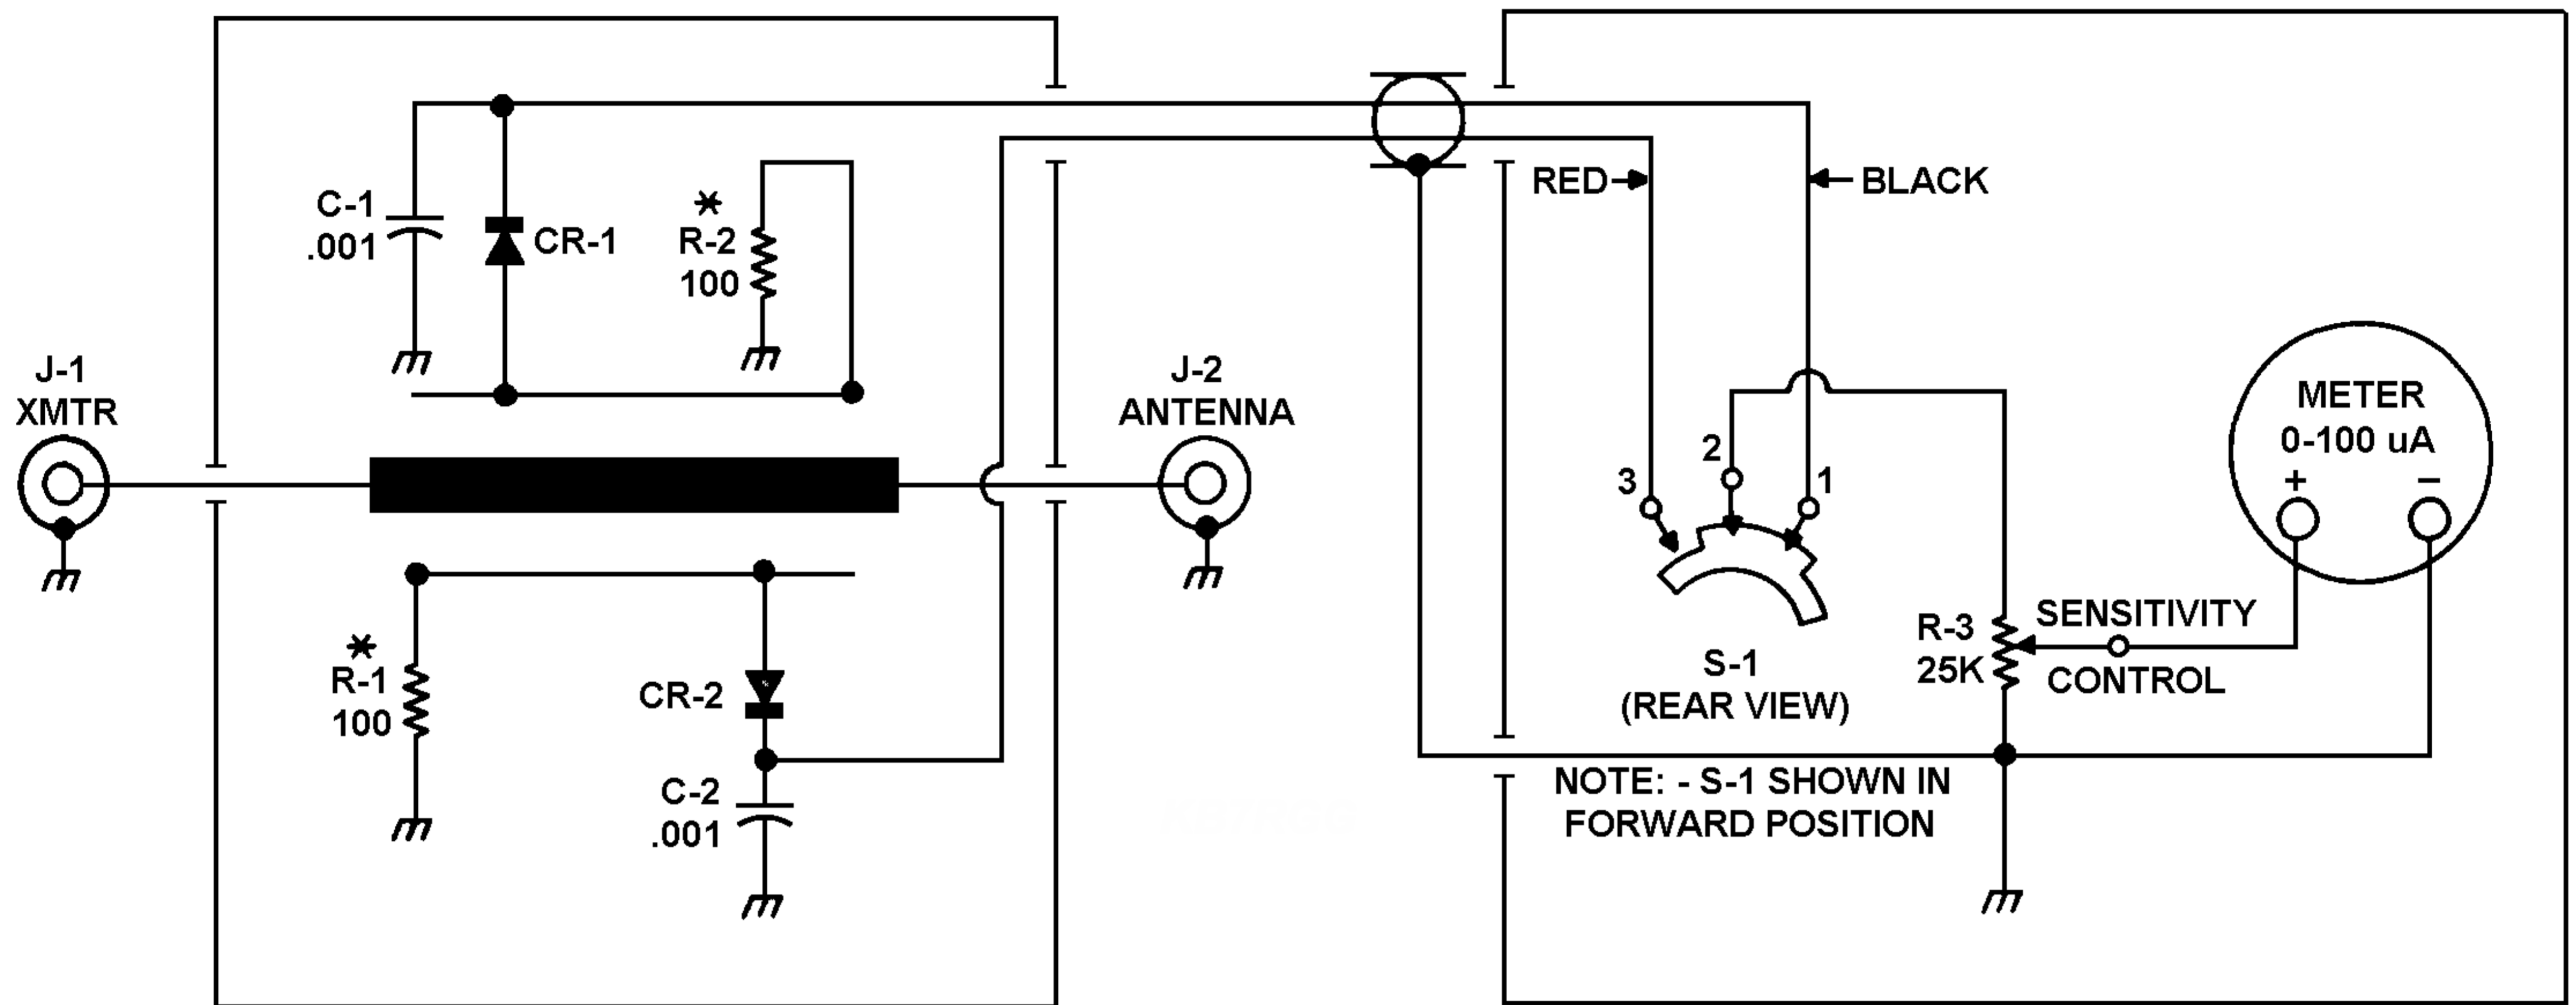 C-1
.001
CR-1
*
R-2
100
RED
BLACK
J-1
XMTR
J-2
ANTENNA
METER
0-100 uA
+ –
3
2
1
*
R-1
100
CR-2
C-2
.001
S-1
(REAR VIEW)
R-3
25K
SENSITIVITY
CONTROL
NOTE: - S-1 SHOWN IN
FORWARD POSITION